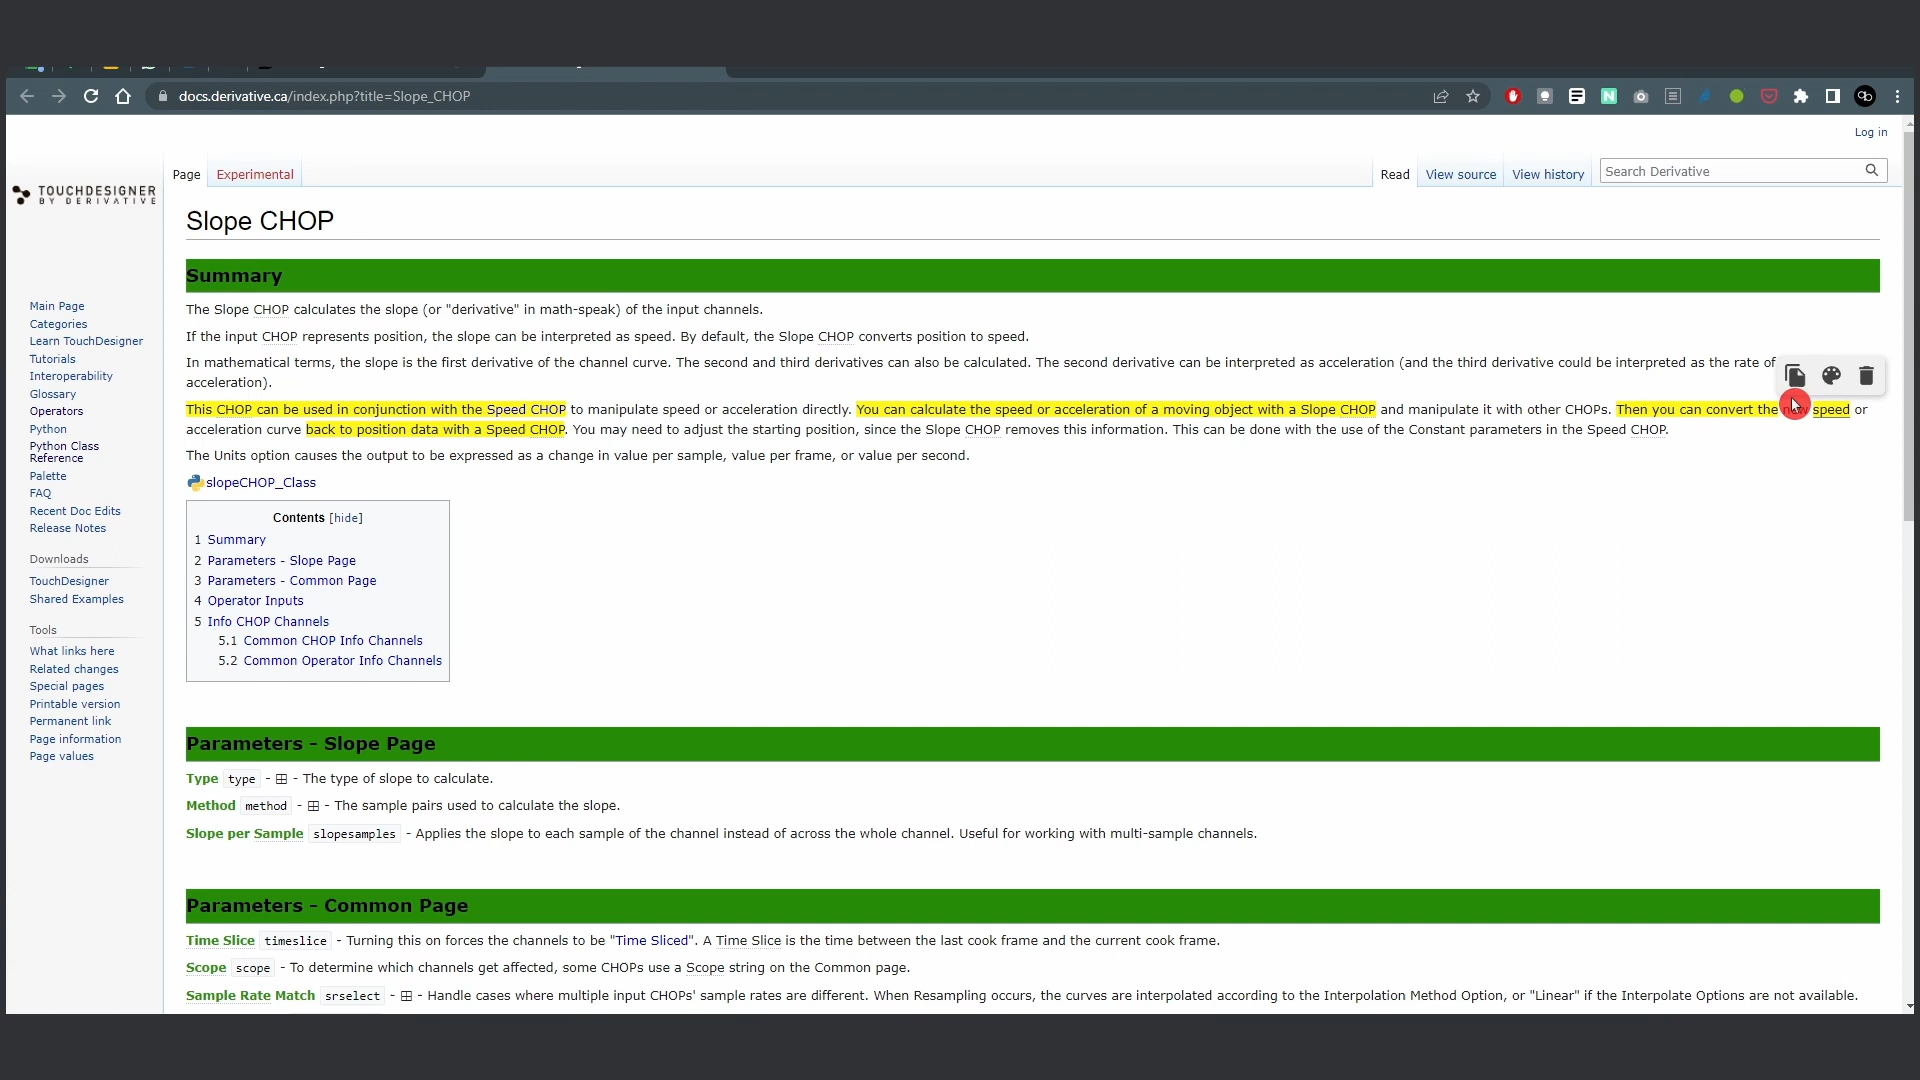 docs.derivative.ca/index.php?title=Slope_CHOP
Log in
TOUCHDESIGNER
BY DERIVATIVE
Page
Experimental
Read
View source
View history
Search Derivative
Slope CHOP
Main Page
Categories
Learn TouchDesigner
Tutorials
Interoperability
Glossary
Operators
Python
Python Class
Reference
Palette
FAQ
Recent Doc Edits
Release Notes
Downloads
TouchDesigner
Shared Examples
Tools
What links here
Related changes
Special pages
Printable version
Permanent link
Page information
Page values
Summary
The Slope CHOP calculates the slope (or "derivative" in math-speak) of the input channels.
If the input CHOP represents position, the slope can be interpreted as speed. By default, the Slope CHOP converts position to speed.
In mathematical terms, the slope is the first derivative of the channel curve. The second and third derivatives can also be calculated. The second derivative can be interpreted as acceleration (and the third derivative could be interpreted as the rate of
acceleration).
This CHOP can be used in conjunction with the Speed CHOP to manipulate speed or acceleration directly. You can calculate the speed or acceleration of a moving object with a Slope CHOP and manipulate it with other CHOPs. Then you can convert the speed or
acceleration curve back to position data with a Speed CHOP. You may need to adjust the starting position, since the Slope CHOP removes this information. This can be done with the use of the Constant parameters in the Speed CHOP.
The Units option causes the output to be expressed as a change in value per sample, value per frame, or value per second.
slopeCHOP_Class
Contents [hide]
1 Summary
2 Parameters - Slope Page
3 Parameters - Common Page
4 Operator Inputs
5 Info CHOP Channels
5.1 Common CHOP Info Channels
5.2 Common Operator Info Channels
Parameters - Slope Page
Type type - ⊞ - The type of slope to calculate.
Method method - ⊞ - The sample pairs used to calculate the slope.
Slope per Sample slopesamples - Applies the slope to each sample of the channel instead of across the whole channel. Useful for working with multi-sample channels.
Parameters - Common Page
Time Slice timeslice - Turning this on forces the channels to be "Time Sliced". A Time Slice is the time between the last cook frame and the current cook frame.
Scope scope - To determine which channels get affected, some CHOPs use a Scope string on the Common page.
Sample Rate Match srselect - ⊞ - Handle cases where multiple input CHOPs' sample rates are different. When Resampling occurs, the curves are interpolated according to the Interpolation Method Option, or "Linear" if the Interpolate Options are not available.